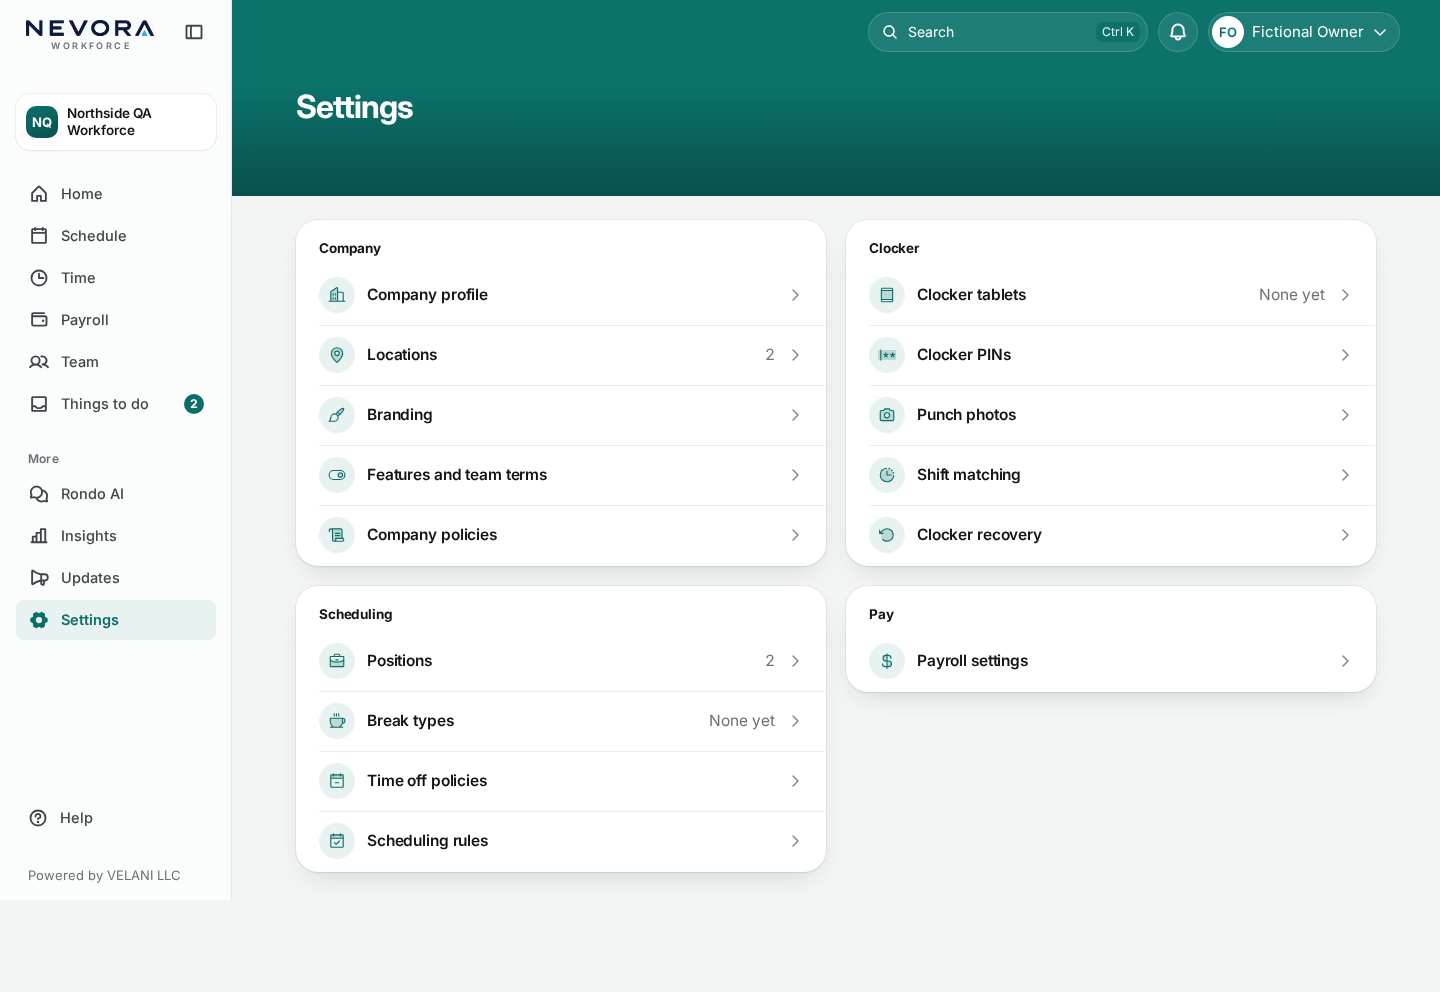 NEVORA
WORKFORCE
Search
Ctrl K
FO
Fictional Owner
NQ
Northside QA
Workforce
Home
Schedule
Time
Payroll
Team
Things to do
2
More
Rondo AI
Insights
Updates
Settings
Help
Powered by VELANI LLC
Settings
Company
Company profile
Locations
2
Branding
Features and team terms
Company policies
Clocker
Clocker tablets
None yet
Clocker PINs
Punch photos
Shift matching
Clocker recovery
Scheduling
Positions
2
Break types
None yet
Time off policies
Scheduling rules
Pay
Payroll settings